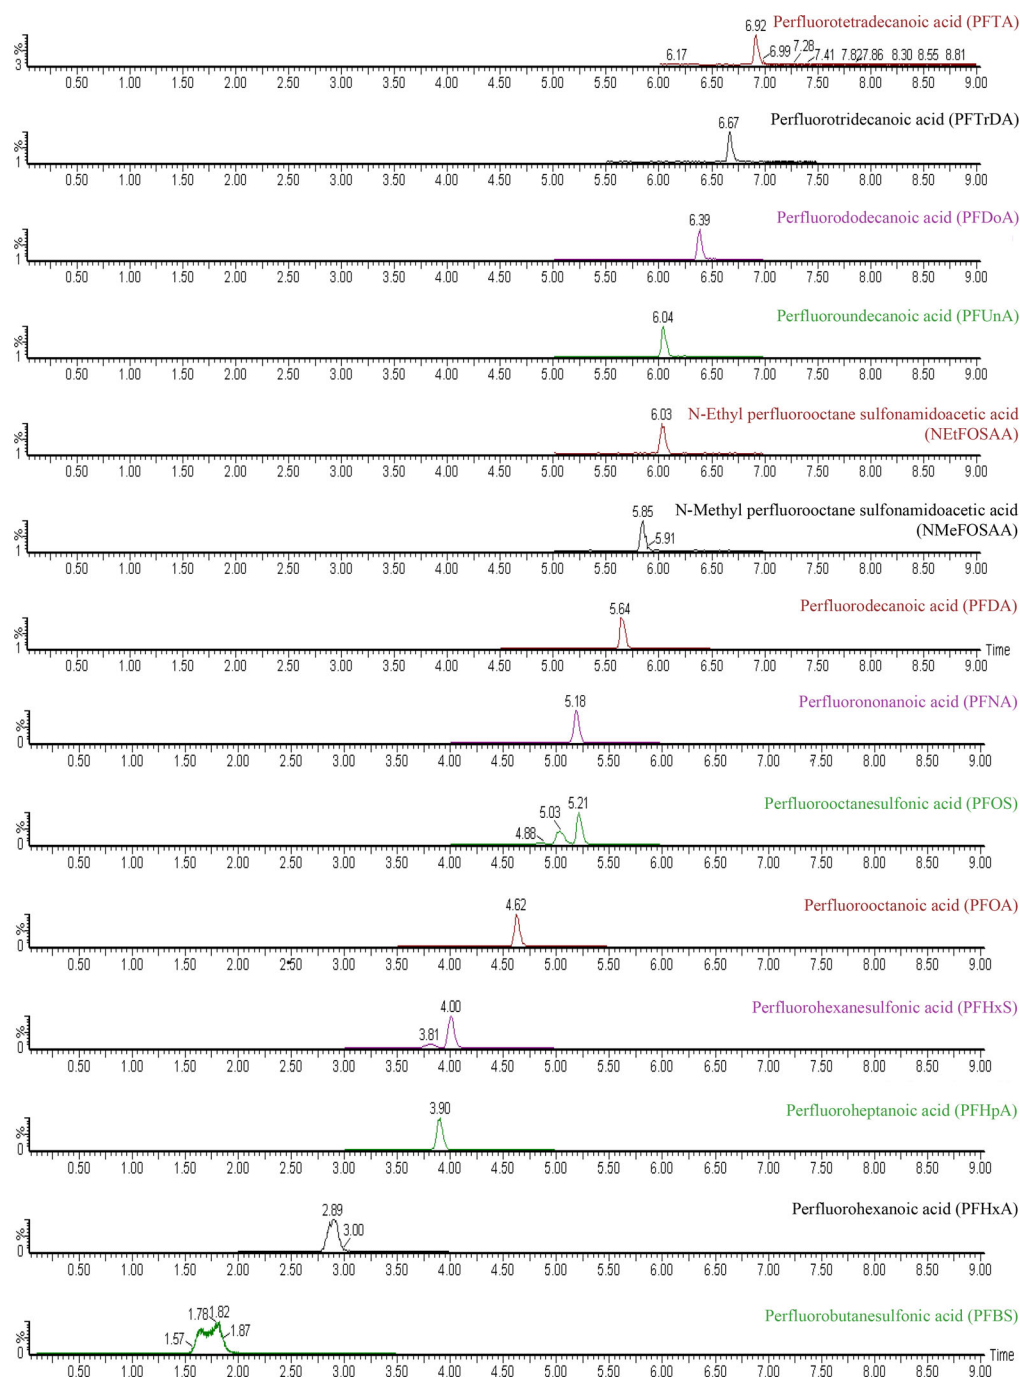 Perfluorotetradecanoic acid (PFTA)
6.92
6.17 6.99 7.28 7.41 7.827.86 8.30 8.55 8.81
%
3
0.50 1.00 1.50 2.00 2.50 3.00 3.50 4.00 4.50 5.00 5.50 6.00 6.50 7.00 7.50 8.00 8.50 9.00
Perfluorotridecanoic acid (PFTrDA)
6.67
%
1
0.50 1.00 1.50 2.00 2.50 3.00 3.50 4.00 4.50 5.00 5.50 6.00 6.50 7.00 7.50 8.00 8.50 9.00
Perfluorododecanoic acid (PFDoA)
6.39
%
1
0.50 1.00 1.50 2.00 2.50 3.00 3.50 4.00 4.50 5.00 5.50 6.00 6.50 7.00 7.50 8.00 8.50 9.00
Perfluoroundecanoic acid (PFUnA)
6.04
%
1
0.50 1.00 1.50 2.00 2.50 3.00 3.50 4.00 4.50 5.00 5.50 6.00 6.50 7.00 7.50 8.00 8.50 9.00
N-Ethyl perfluorooctane sulfonamidoacetic acid
(NEtFOSAA)
6.03
%
1
0.50 1.00 1.50 2.00 2.50 3.00 3.50 4.00 4.50 5.00 5.50 6.00 6.50 7.00 7.50 8.00 8.50 9.00
N-Methyl perfluorooctane sulfonamidoacetic acid
(NMeFOSAA)
5.85
5.91
%
1
0.50 1.00 1.50 2.00 2.50 3.00 3.50 4.00 4.50 5.00 5.50 6.00 6.50 7.00 7.50 8.00 8.50 9.00
Perfluorodecanoic acid (PFDA)
5.64
%
1
Time
0.50 1.00 1.50 2.00 2.50 3.00 3.50 4.00 4.50 5.00 5.50 6.00 6.50 7.00 7.50 8.00 8.50 9.00
Perfluorononanoic acid (PFNA)
5.18
%
0
0.50 1.00 1.50 2.00 2.50 3.00 3.50 4.00 4.50 5.00 5.50 6.00 6.50 7.00 7.50 8.00 8.50 9.00
Perfluorooctanesulfonic acid (PFOS)
4.88 5.03 5.21
%
0
0.50 1.00 1.50 2.00 2.50 3.00 3.50 4.00 4.50 5.00 5.50 6.00 6.50 7.00 7.50 8.00 8.50 9.00
Perfluorooctanoic acid (PFOA)
4.62
%
0
0.50 1.00 1.50 2.00 2.50 3.00 3.50 4.00 4.50 5.00 5.50 6.00 6.50 7.00 7.50 8.00 8.50 9.00
Perfluorohexanesulfonic acid (PFHxS)
3.81 4.00
%
0
0.50 1.00 1.50 2.00 2.50 3.00 3.50 4.00 4.50 5.00 5.50 6.00 6.50 7.00 7.50 8.00 8.50 9.00
Perfluoroheptanoic acid (PFHpA)
3.90
%
0
0.50 1.00 1.50 2.00 2.50 3.00 3.50 4.00 4.50 5.00 5.50 6.00 6.50 7.00 7.50 8.00 8.50 9.00
Perfluorohexanoic acid (PFHxA)
2.89
3.00
%
0
0.50 1.00 1.50 2.00 2.50 3.00 3.50 4.00 4.50 5.00 5.50 6.00 6.50 7.00 7.50 8.00 8.50 9.00
Perfluorobutanesulfonic acid (PFBS)
1.57 1.78 1.82 1.87
%
0
Time
0.50 1.00 1.50 2.00 2.50 3.00 3.50 4.00 4.50 5.00 5.50 6.00 6.50 7.00 7.50 8.00 8.50 9.00